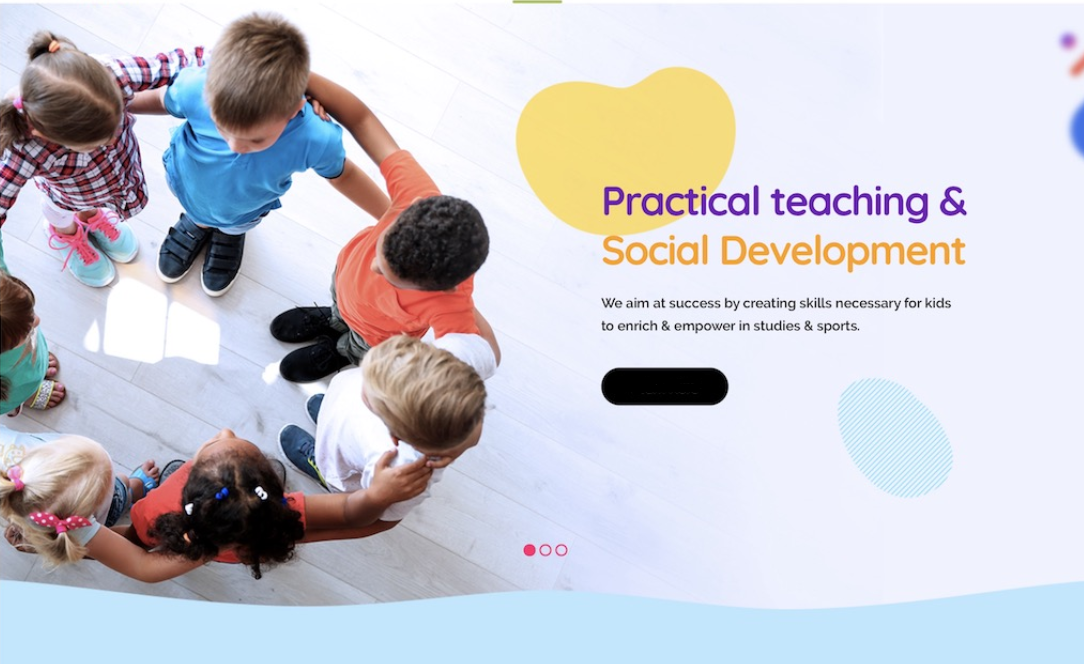 Practical teaching &
Social Development
We aim at success by creating skills necessary for kids
to enrich & empower in studies & sports.